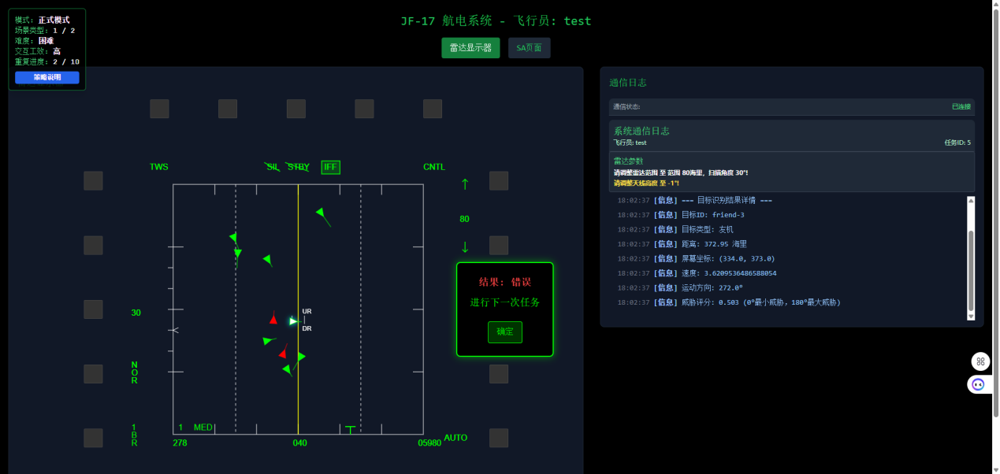 模式: 正式模式
场景类型: 1 / 2
难度: 困难
交互工效: 高
重复进度: 2 / 10
策略说明
JF-17 航电系统 - 飞行员: test
雷达显示器
SA页面
TWS
SIL
STBY
IFF
CNTL
↑
80
↓
30
UR
DR
N
O
R
1
B
R
1
MED
278
040
05980
AUTO
结果: 错误
进行下一次任务
确定
通信日志
通信状态:
已连接
系统通信日志
飞行员: test
任务ID: 5
雷达参数
请调整雷达范围 至 范围 80海里, 扫描角度 30°!
请调整天线高度 至 -1°!
18:02:37 [信息] === 目标识别结果详情 ===
18:02:37 [信息] 目标ID: friend-3
18:02:37 [信息] 目标类型: 友机
18:02:37 [信息] 距离: 372.95 海里
18:02:37 [信息] 屏幕坐标: (334.0, 373.0)
18:02:37 [信息] 速度: 3.6209536486588054
18:02:37 [信息] 运动方向: 272.0°
18:02:37 [信息] 威胁评分: 0.503 (0°最小威胁, 180°最大威胁)